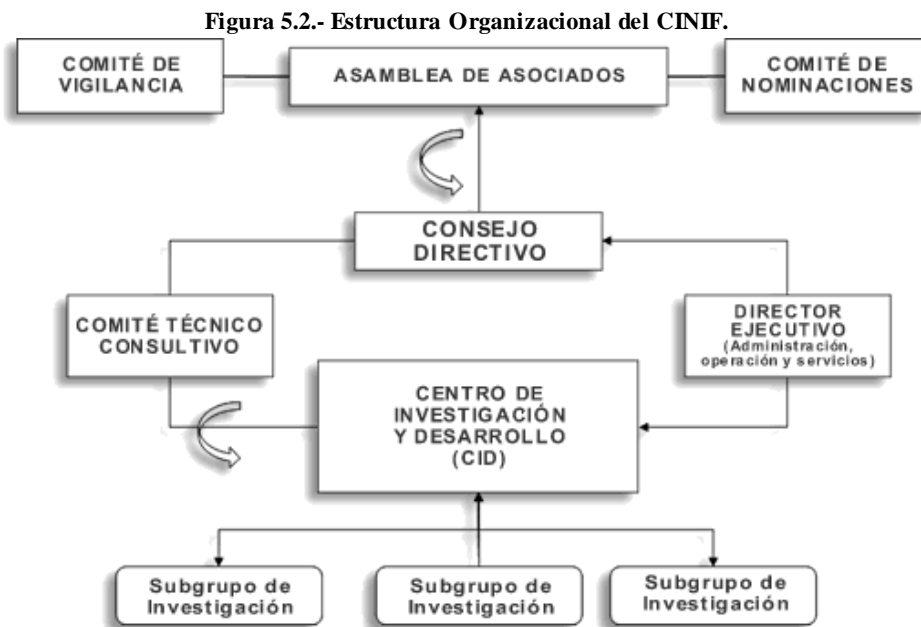 Figura 5.2.- Estructura Organizacional del CINIF.
COMITÉ DE
VIGILANCIA
ASAMBLEA DE ASOCIADOS
COMITÉ DE
NOMINACIONES
CONSEJO
DIRECTIVO
COMITÉ TÉCNICO
CONSULTIVO
DIRECTOR
EJECUTIVO
(Administración,
operación y servicios)
CENTRO DE
INVESTIGACIÓN
Y DESARROLLO
(CID)
Subgrupo de
Investigación
Subgrupo de
Investigación
Subgrupo de
Investigación